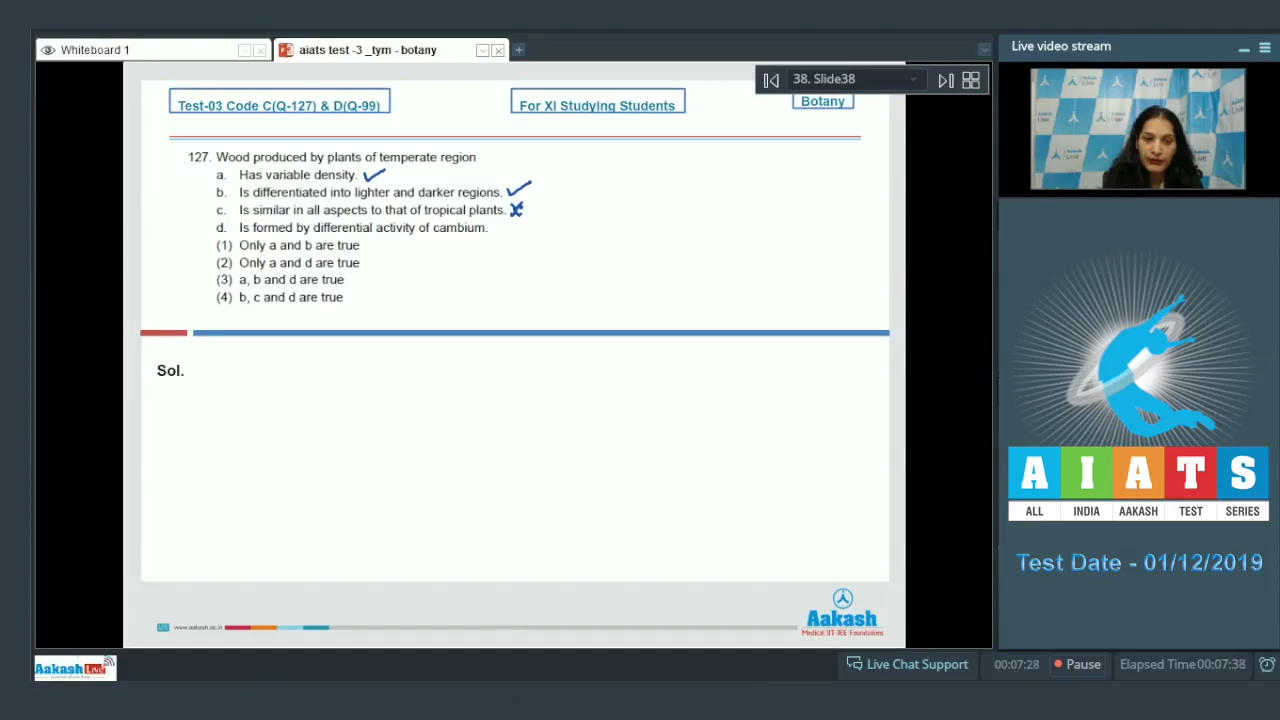 Whiteboard 1
aiats test -3 _tym - botany
Live video stream
38. Slide38
Test-03 Code C(Q-127) & D(Q-99)
For XI Studying Students
Botany
127. Wood produced by plants of temperate region
a. Has variable density.
b. Is differentiated into lighter and darker regions.
c. Is similar in all aspects to that of tropical plants.
d. Is formed by differential activity of cambium.
(1) Only a and b are true
(2) Only a and d are true
(3) a, b and d are true
(4) b, c and d are true
Sol.
A I A T S
ALL INDIA AAKASH TEST SERIES
Test Date - 01/12/2019
www.aakash.ac.in
Aakash
Medical|IIT-JEE|Foundations
Aakash Live
Live Chat Support
00:07:28
Pause
Elapsed Time 00:07:38